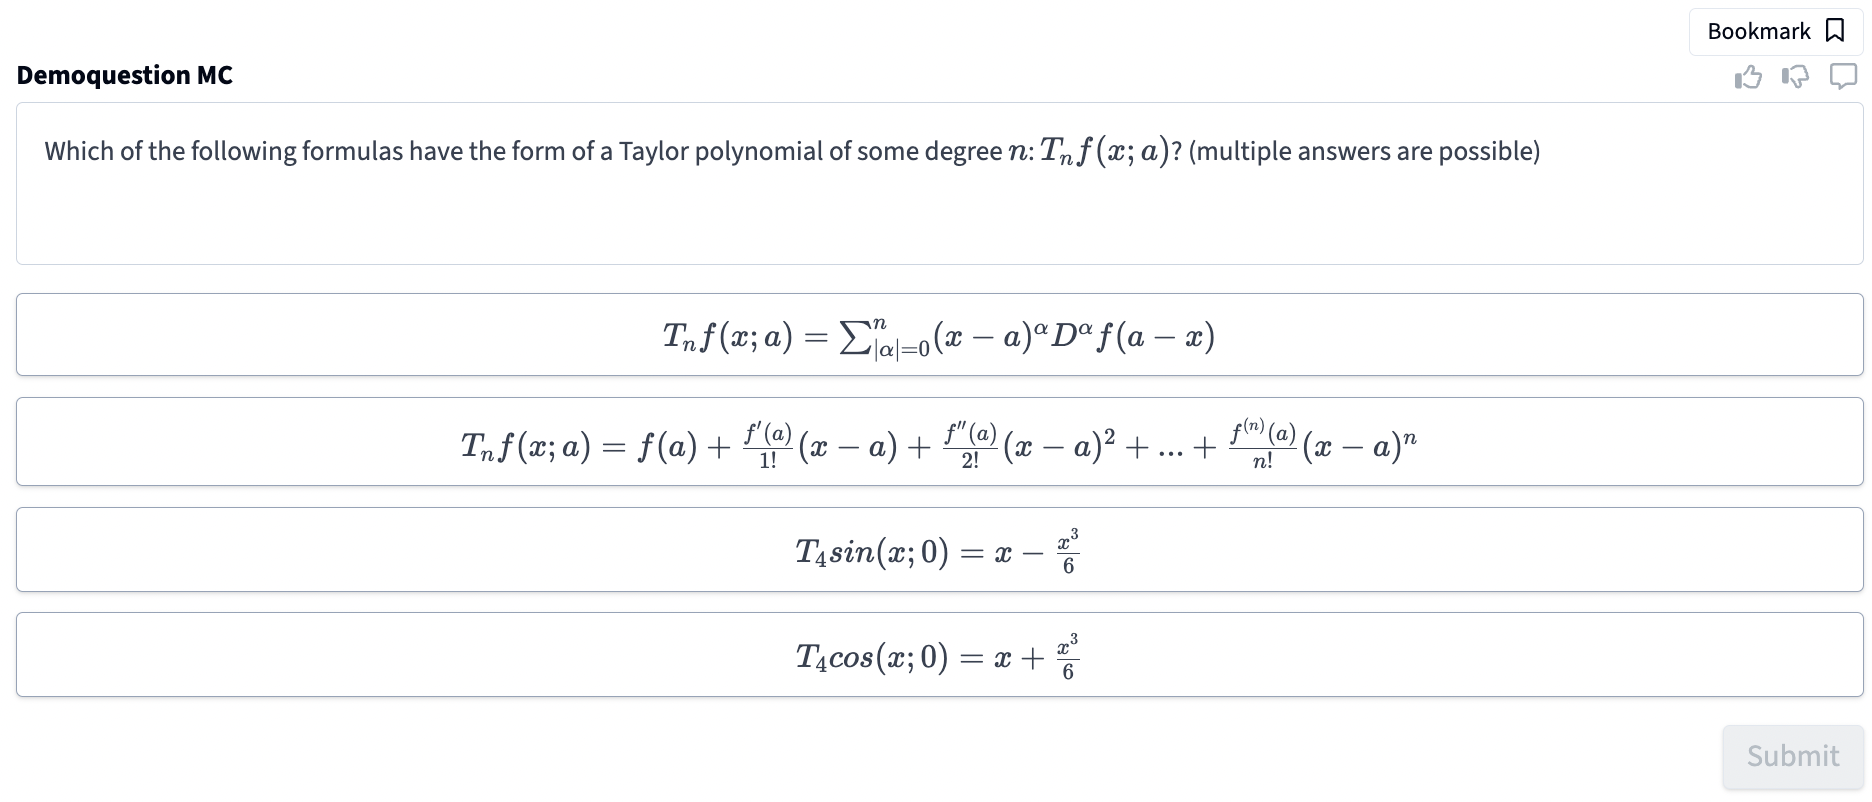 Bookmark
Demoquestion MC
Which of the following formulas have the form of a Taylor polynomial of some degree $n$: $T_n f(x; a)$? (multiple answers are possible)
$T_n f(x; a) = \sum_{|\alpha|=0}^{n} (x - a)^\alpha D^\alpha f(a - x)$
$T_n f(x; a) = f(a) + \frac{f'(a)}{1!}(x - a) + \frac{f''(a)}{2!}(x - a)^2 + ... + \frac{f^{(n)}(a)}{n!}(x - a)^n$
$T_4 sin(x; 0) = x - \frac{x^3}{6}$
$T_4 cos(x; 0) = x + \frac{x^3}{6}$
Submit